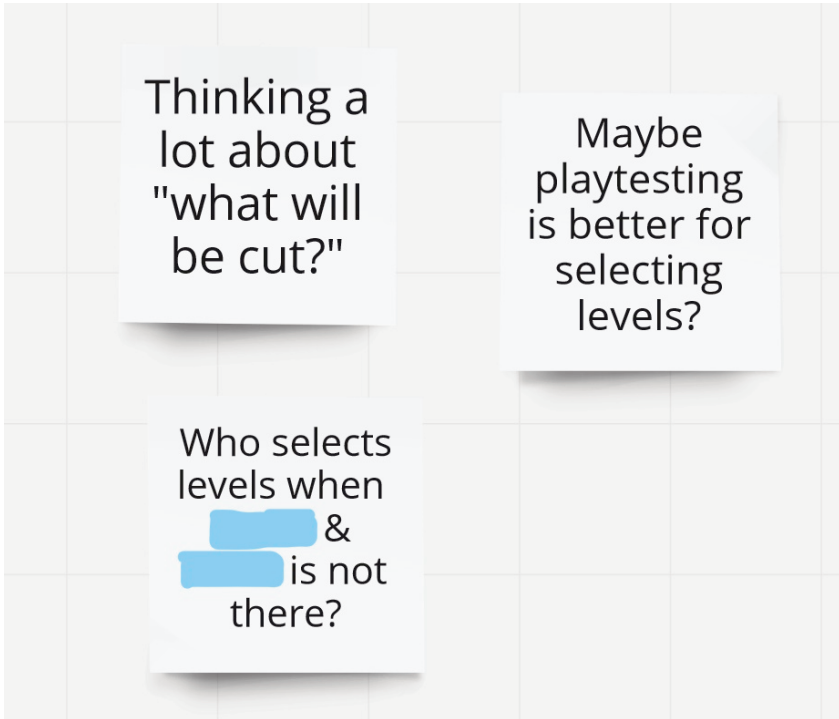 Thinking a
lot about
"what will
be cut?"
Maybe
playtesting
is better for
selecting
levels?
Who selects
levels when
&
is not
there?